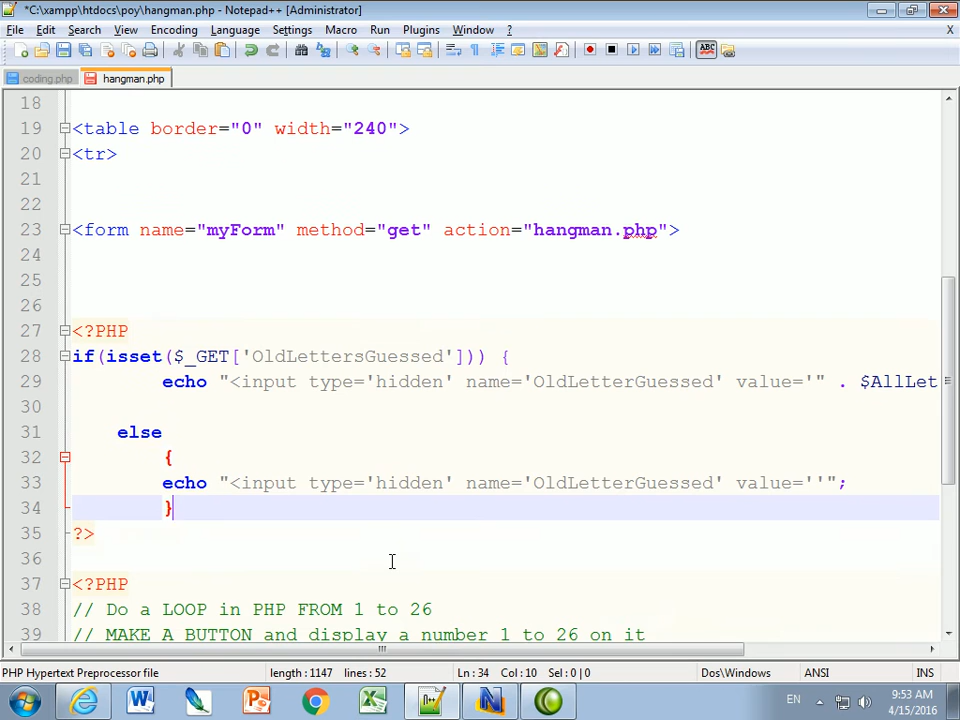 *C:\xampp\htdocs\poy\hangman.php - Notepad++ [Administrator]
File Edit Search View Encoding Language Settings Macro Run Plugins Window ? X
coding.php hangman.php
18
19 <table border="0" width="240">
20 <tr>
21
22
23 <form name="myForm" method="get" action="hangman.php">
24
25
26
27 <?PHP
28 if(isset($_GET['OldLettersGuessed'])) {
29 echo "<input type='hidden' name='OldLetterGuessed' value='" . $AllLet
30
31 else
32 {
33 echo "<input type='hidden' name='OldLetterGuessed' value=''";
34 }
35 ?>
36
37 <?PHP
38 // Do a LOOP in PHP FROM 1 to 26
39 // MAKE A BUTTON and display a number 1 to 26 on it
PHP Hypertext Preprocessor file length : 1147 lines : 52 Ln : 34 Col : 10 Sel : 0 | 0 Dos\Windows ANSI INS
EN 9:53 AM
4/15/2016